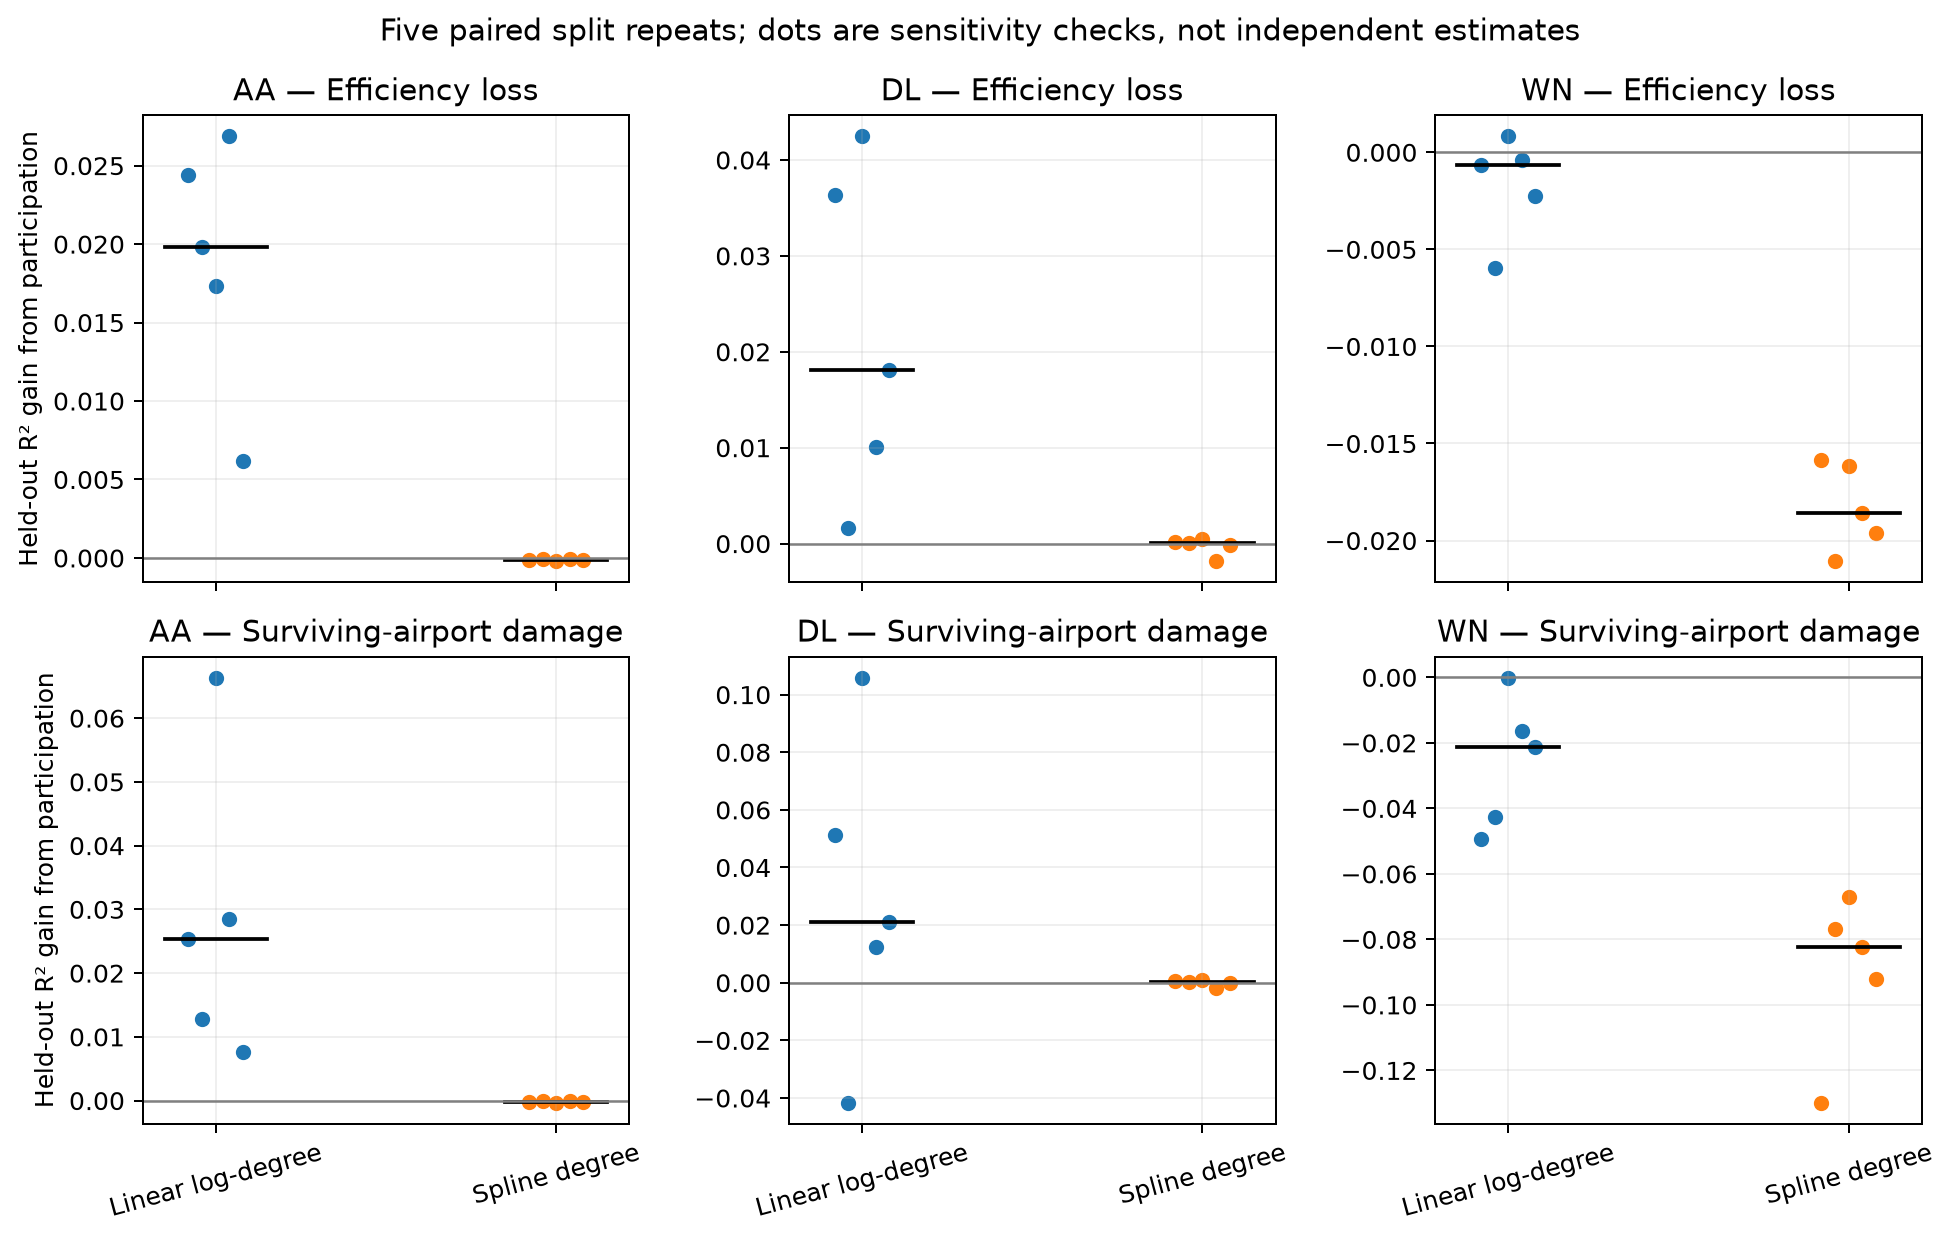 Five paired split repeats; dots are sensitivity checks, not independent estimates
AA — Efficiency loss
DL — Efficiency loss
WN — Efficiency loss
Held-out R² gain from participation
0.025
0.020
0.015
0.010
0.005
0.000
0.04
0.03
0.02
0.01
0.00
0.000
−0.005
−0.010
−0.015
−0.020
AA — Surviving-airport damage
DL — Surviving-airport damage
WN — Surviving-airport damage
Held-out R² gain from participation
0.06
0.05
0.04
0.03
0.02
0.01
0.00
0.10
0.08
0.06
0.04
0.02
0.00
−0.02
−0.04
0.00
−0.02
−0.04
−0.06
−0.08
−0.10
−0.12
Linear log-degree
Spline degree
Linear log-degree
Spline degree
Linear log-degree
Spline degree